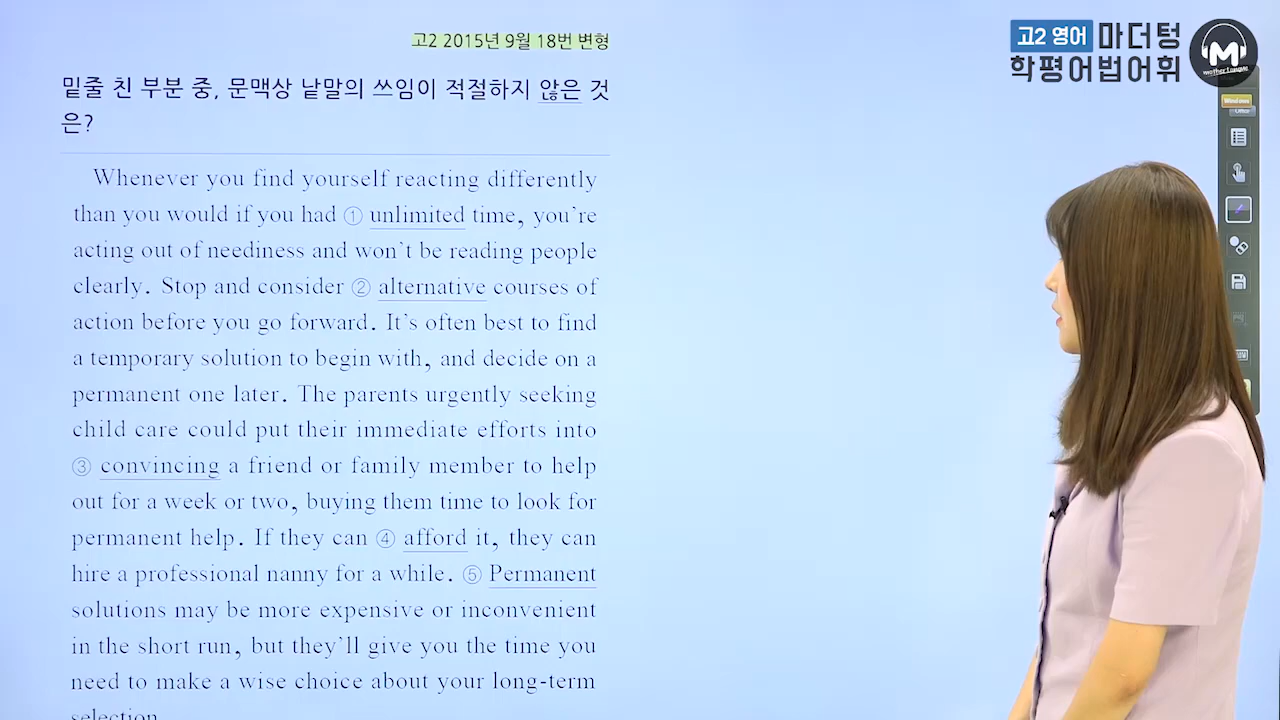 고2 2015년 9월 18번 변형
고2 영어 마더텅
학평어법어휘
밑줄 친 부분 중, 문맥상 낱말의 쓰임이 적절하지 않은 것
은?
Whenever you find yourself reacting differently
than you would if you had ① unlimited time, you're
acting out of neediness and won't be reading people
clearly. Stop and consider ② alternative courses of
action before you go forward. It's often best to find
a temporary solution to begin with, and decide on a
permanent one later. The parents urgently seeking
child care could put their immediate efforts into
③ convincing a friend or family member to help
out for a week or two, buying them time to look for
permanent help. If they can ④ afford it, they can
hire a professional nanny for a while. ⑤ Permanent
solutions may be more expensive or inconvenient
in the short run, but they'll give you the time you
need to make a wise choice about your long-term
selection.